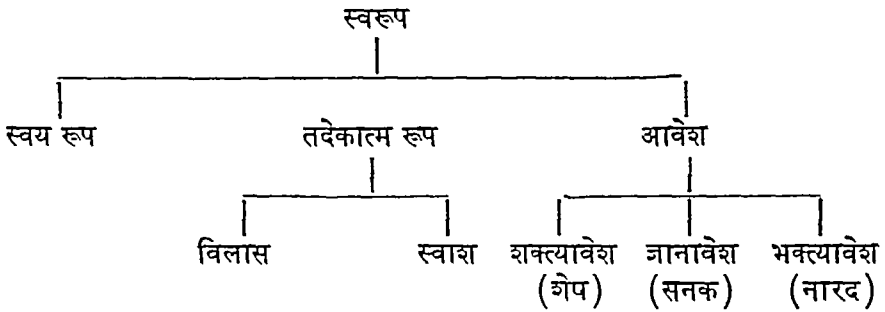 स्वरूप
स्वय रूप तदेकात्म रूप आवेश
विलास स्वाश शक्त्यावेश ज्ञानावेश भक्त्यावेश
(शेप) (सनक) (नारद)